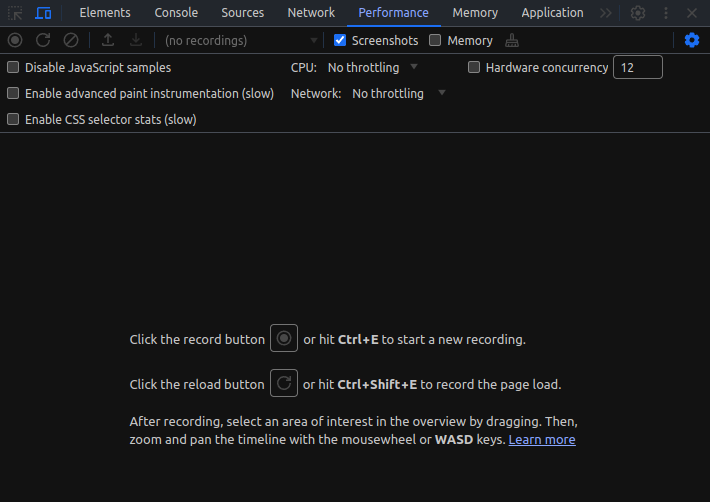 Elements Console Sources Network Performance Memory Application
(no recordings) Screenshots Memory
Disable JavaScript samples CPU: No throttling Hardware concurrency 12
Enable advanced paint instrumentation (slow) Network: No throttling
Enable CSS selector stats (slow)
Click the record button or hit Ctrl+E to start a new recording.
Click the reload button or hit Ctrl+Shift+E to record the page load.
After recording, select an area of interest in the overview by dragging. Then,
zoom and pan the timeline with the mousewheel or WASD keys. Learn more